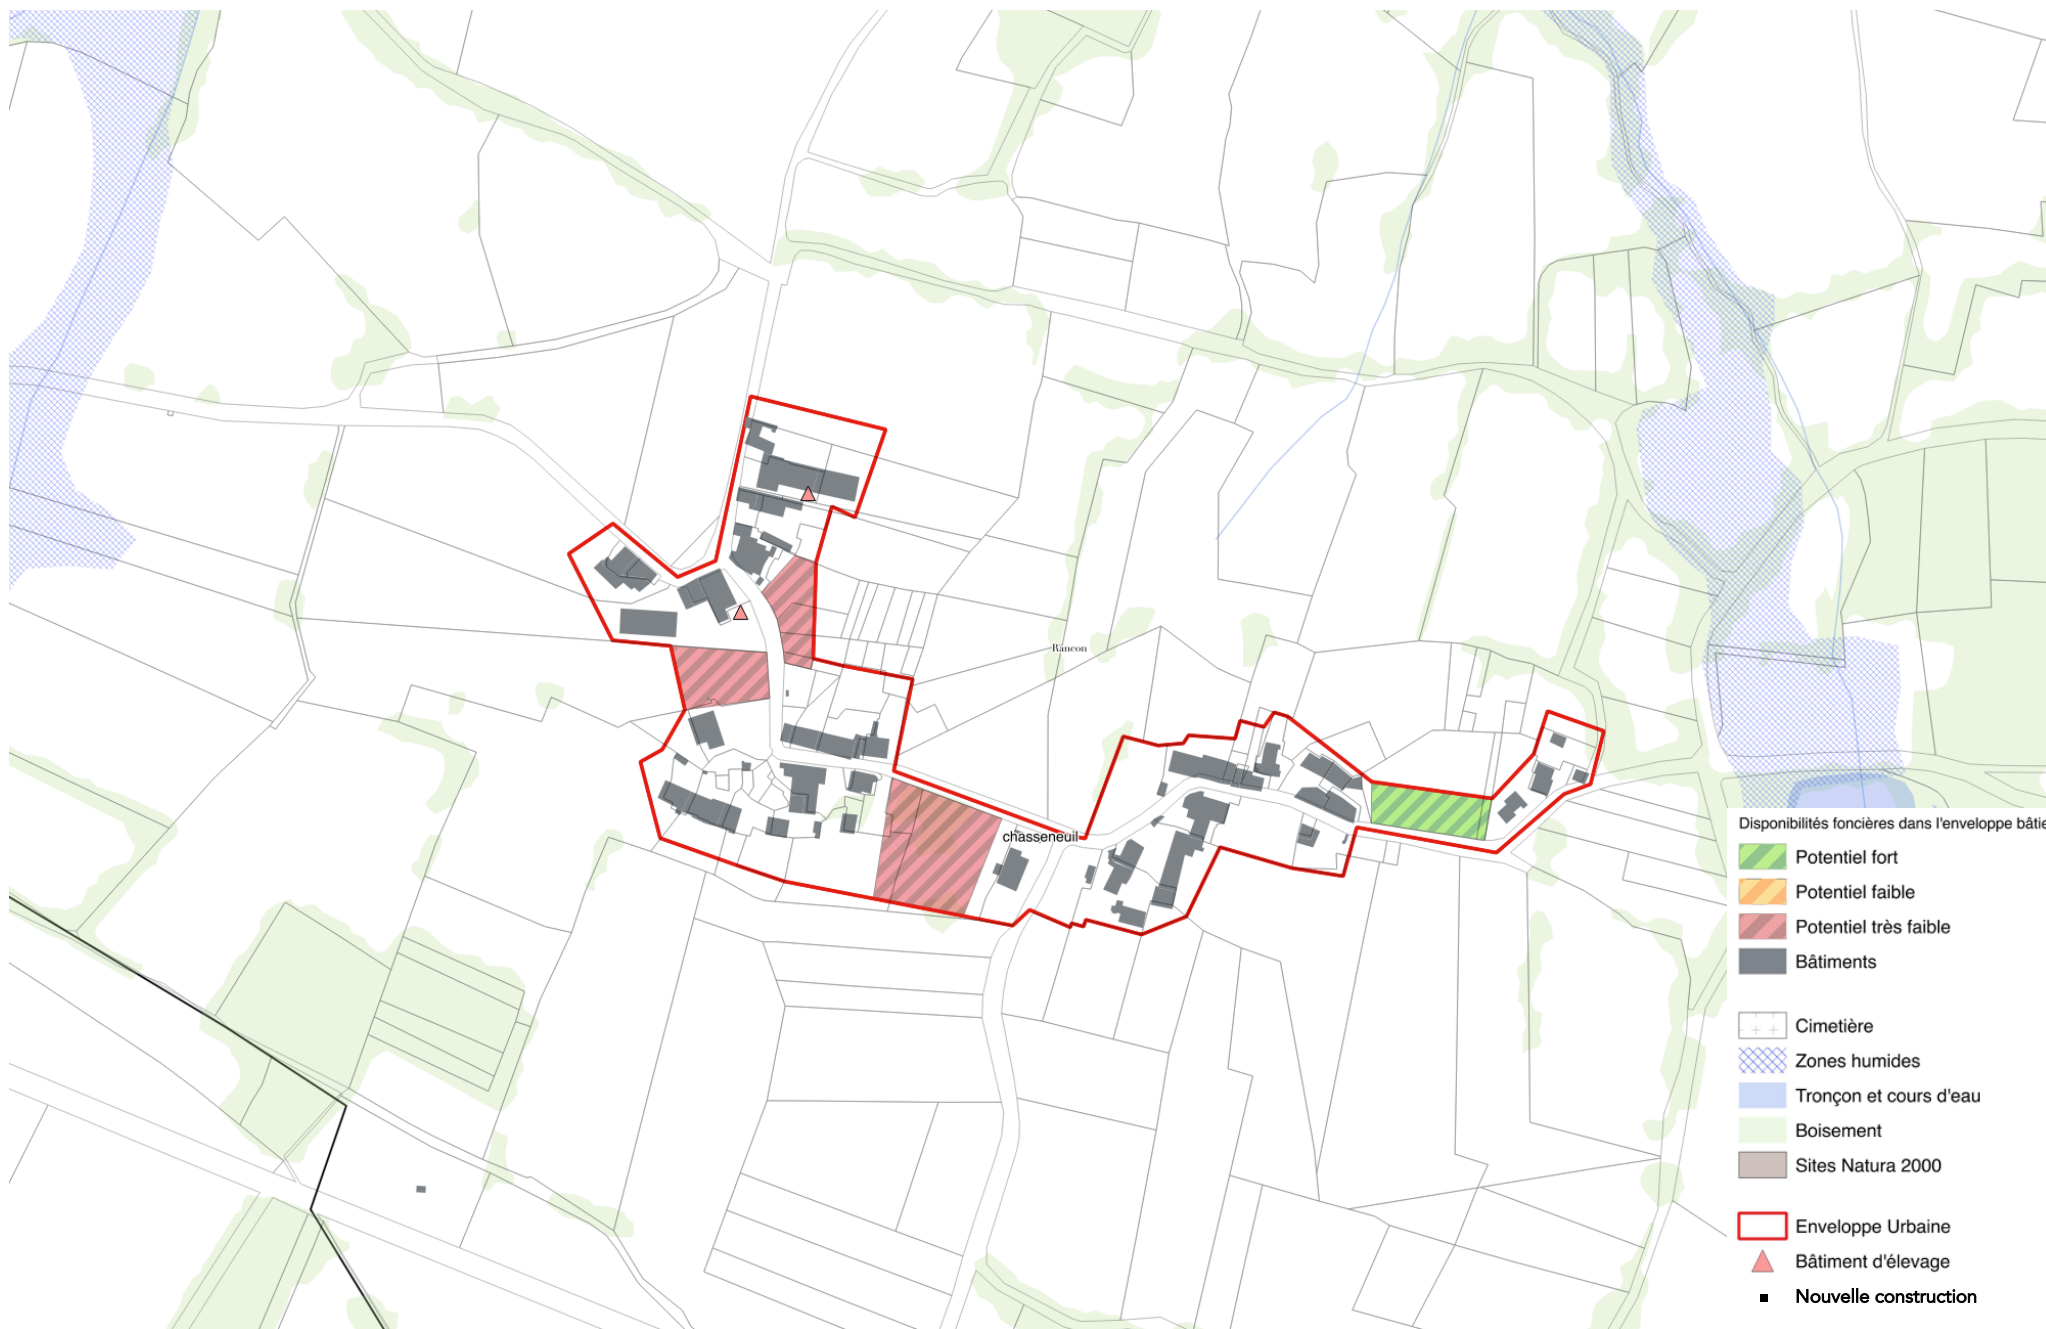 Rancon
chasseneuil
Disponibilités foncières dans l'enveloppe bâtie
Potentiel fort
Potentiel faible
Potentiel très faible
Bâtiments
Cimetière
Zones humides
Tronçon et cours d'eau
Boisement
Sites Natura 2000
Enveloppe Urbaine
Bâtiment d'élevage
Nouvelle construction